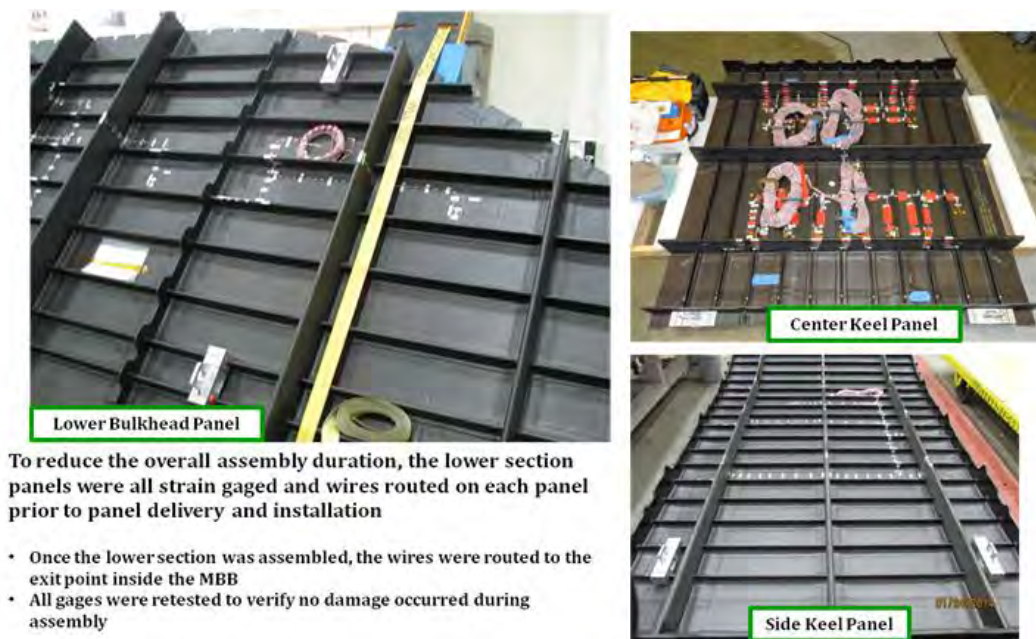 Lower Bulkhead Panel
Center Keel Panel
Side Keel Panel
To reduce the overall assembly duration, the lower section
panels were all strain gaged and wires routed on each panel
prior to panel delivery and installation
• Once the lower section was assembled, the wires were routed to the
exit point inside the MBB
• All gages were retested to verify no damage occurred during
assembly